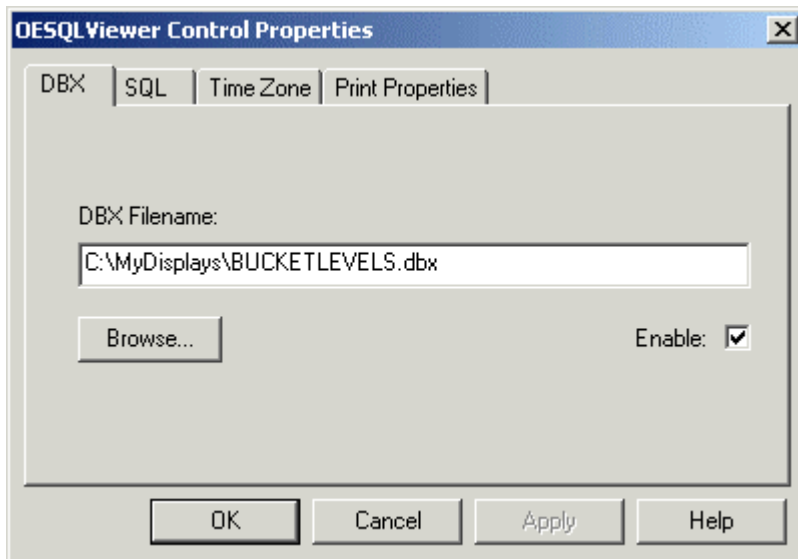 OESQLViewer Control Properties
DBX SQL Time Zone Print Properties
DBX Filename:
C:\MyDisplays\BUCKETLEVELS.dbx
Browse... Enable:
OK Cancel Apply Help